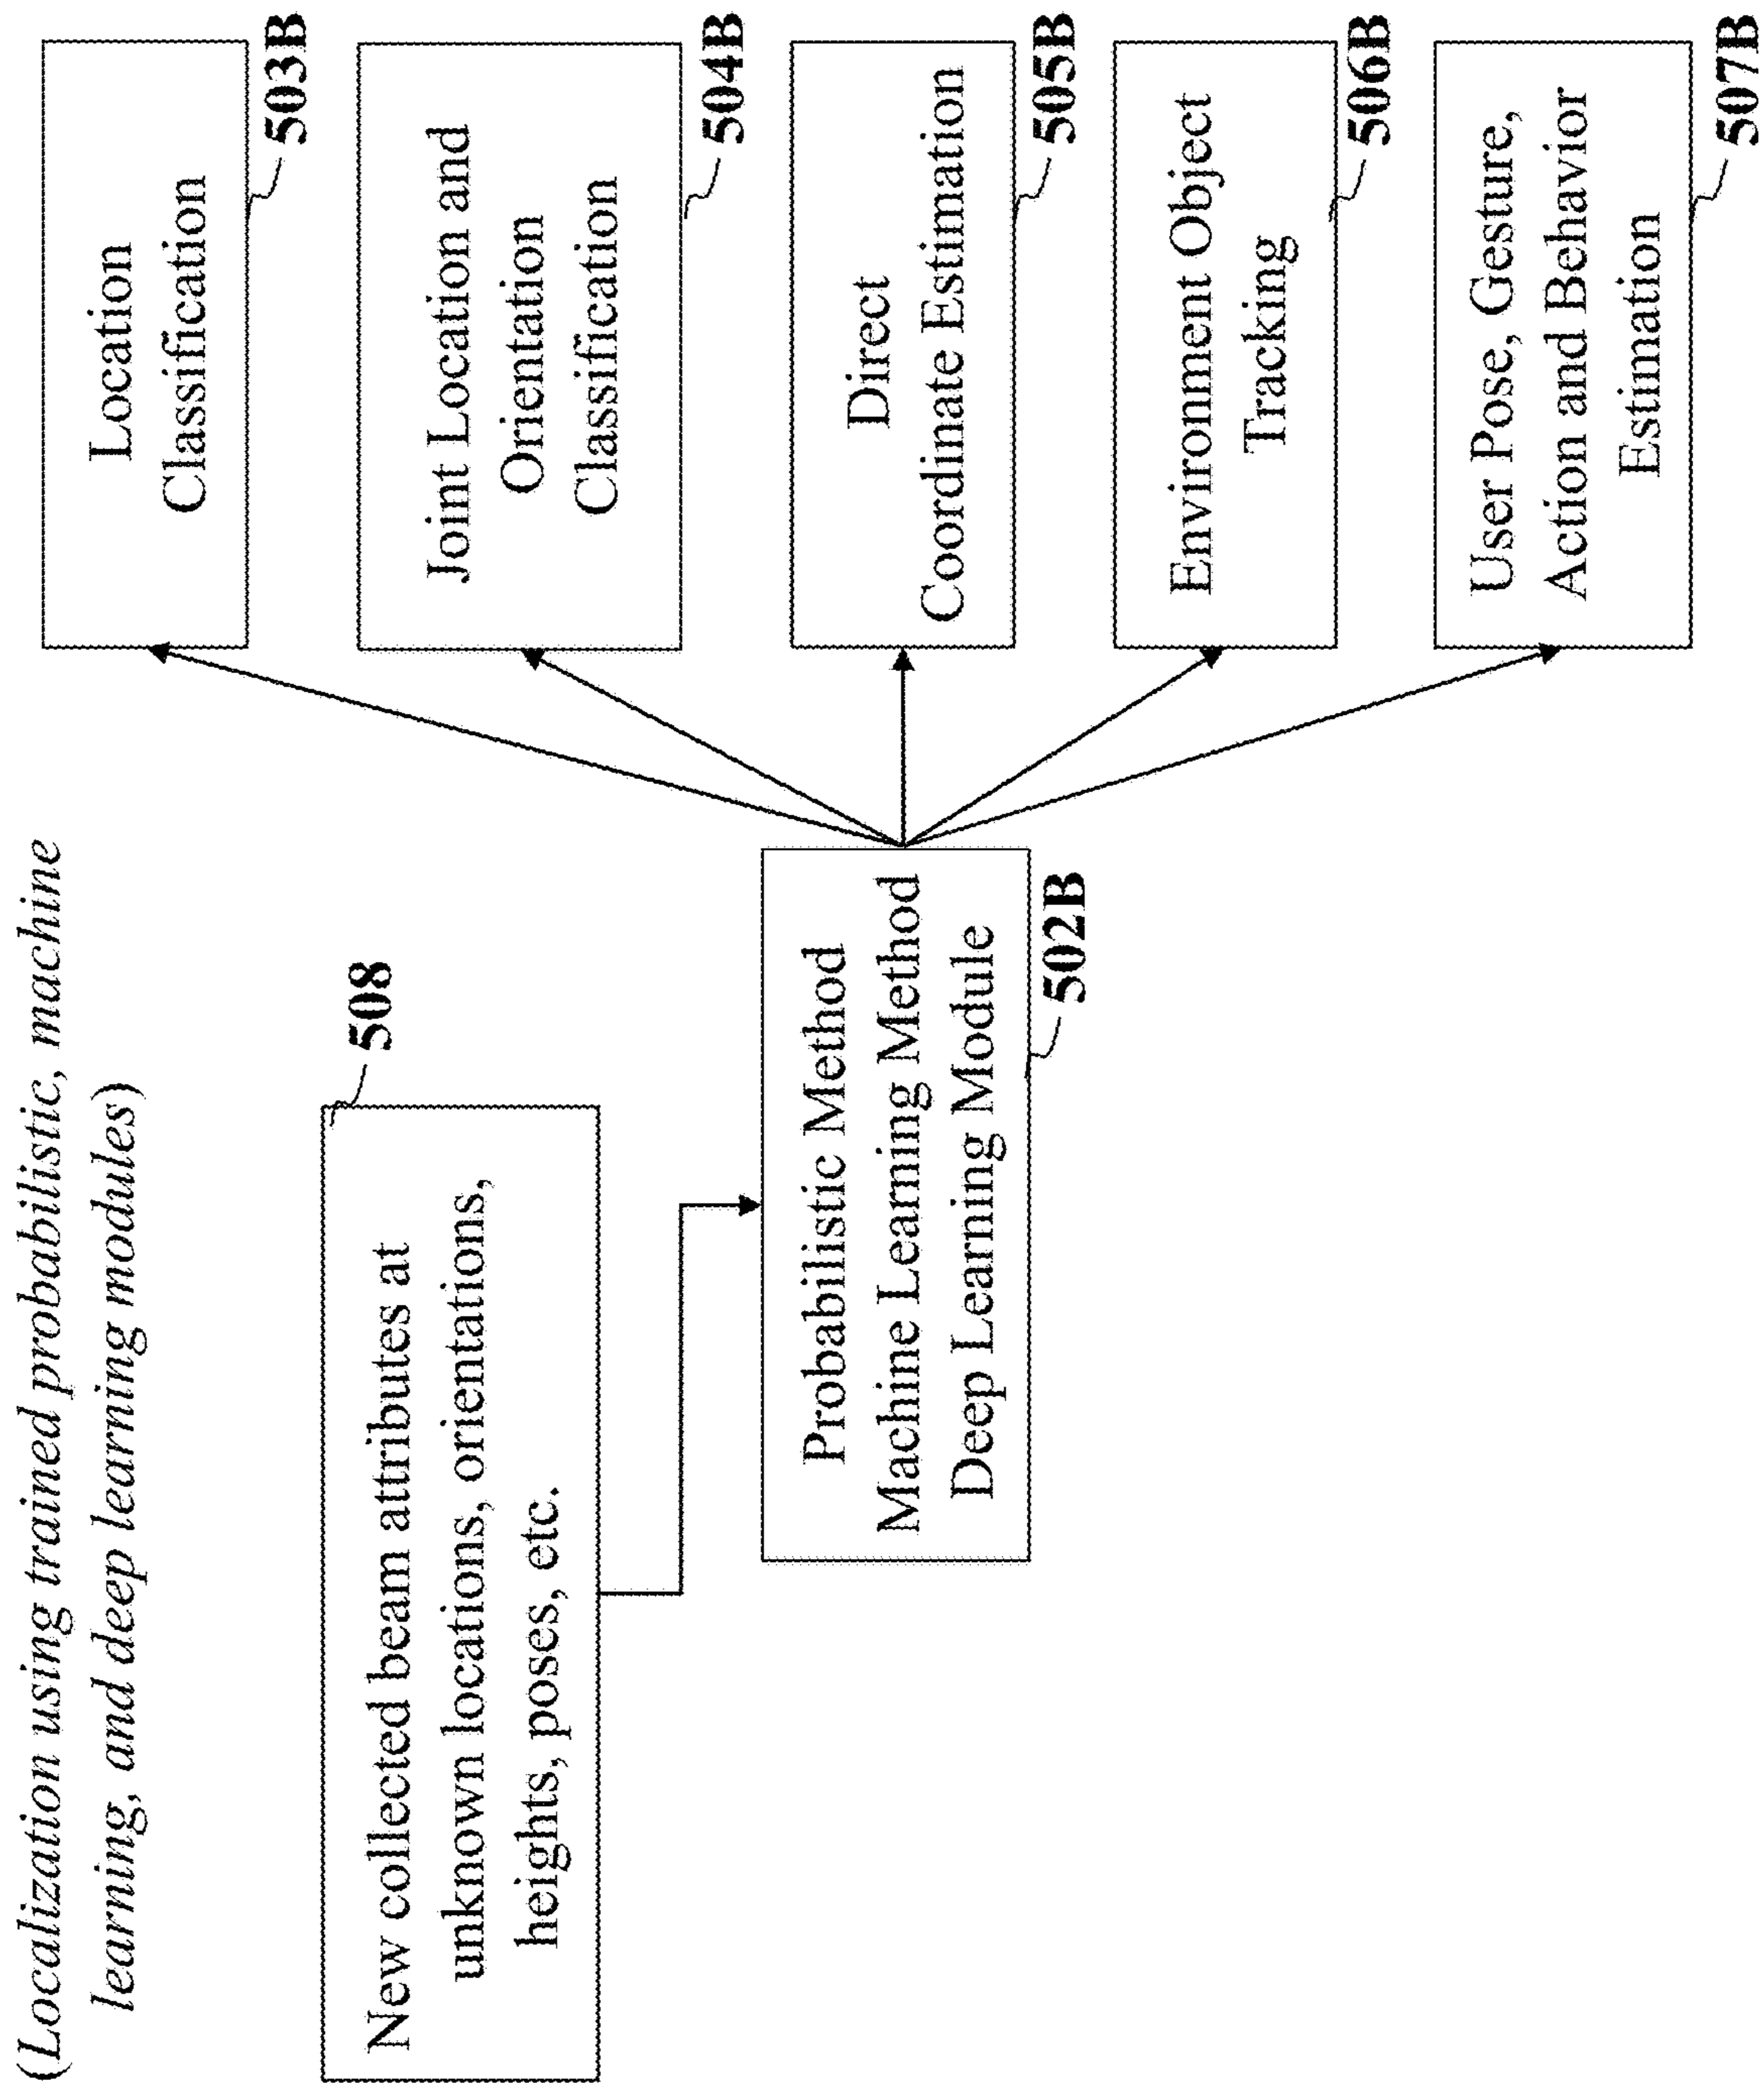 (Localization using trained probabilistic, machine
learning, and deep learning modules)
508
New collected beam attributes at
unknown locations, orientations,
heights, poses, etc.
Probabilistic Method
Machine Learning Method
Deep Learning Module
502B
Location
Classification
503B
Joint Location and
Orientation
Classification
504B
Direct
Coordinate Estimation
505B
Environment Object
Tracking
506B
User Pose, Gesture,
Action and Behavior
Estimation
507B